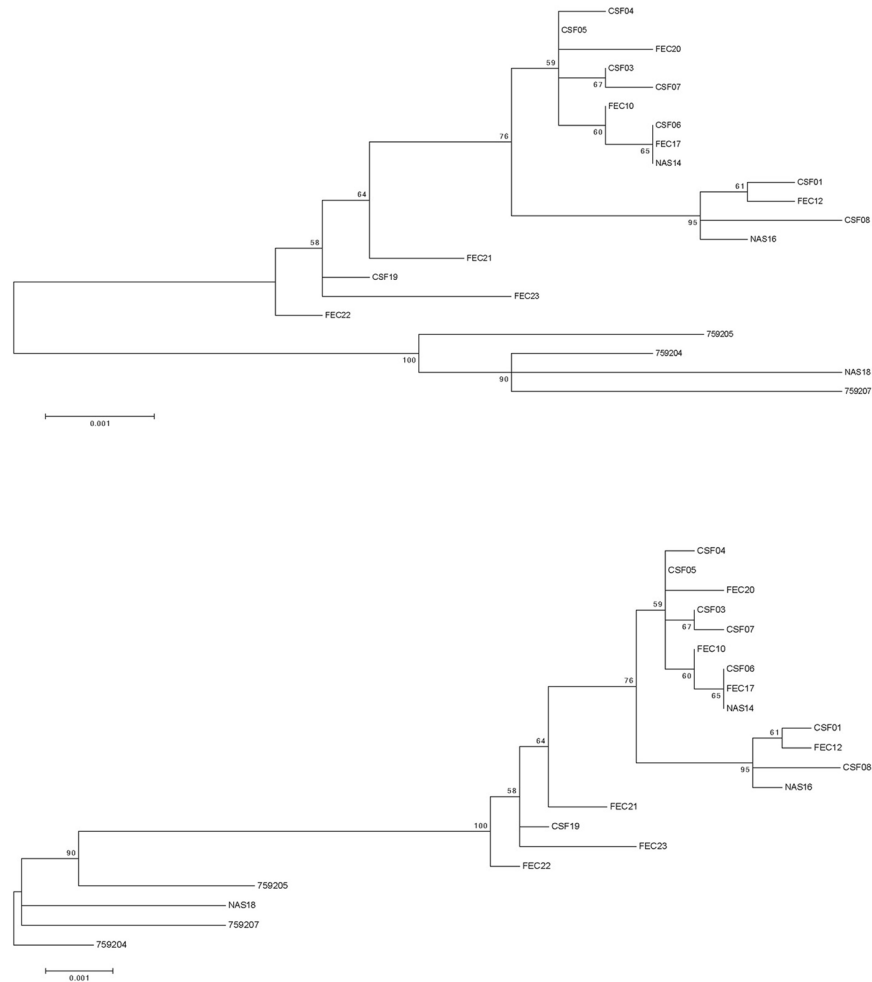 CSF04
CSF05
FEC20
59
CSF03
67
CSF07
FEC10
CSF06
60
FEC17
65
NAS14
76
CSF01
61
FEC12
64
95
CSF08
NAS16
58
FEC21
CSF19
FEC23
FEC22
759205
759204
100
NAS18
90
759207
0.001
CSF04
CSF05
FEC20
59
CSF03
67
CSF07
FEC10
CSF06
60
FEC17
65
NAS14
76
CSF01
61
FEC12
64
95
CSF08
NAS16
58
FEC21
100
CSF19
FEC23
90
FEC22
759205
NAS18
759207
759204
0.001